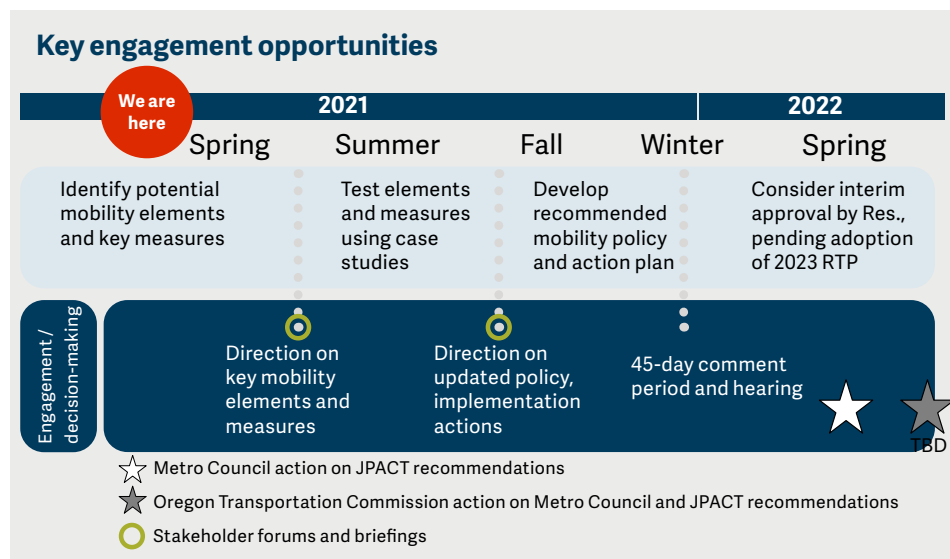 Key engagement opportunities
We are
here
2021
2022
Spring
Summer
Fall
Winter
Spring
Identify potential
mobility elements
and key measures
Test elements
and measures
using case
studies
Develop
recommended
mobility policy
and action plan
Consider interim
approval by Res.,
pending adoption
of 2023 RTP
Engagement /
decision-making
Direction on
key mobility
elements and
measures
Direction on
updated policy,
implementation
actions
45-day comment
period and hearing
TBD
Metro Council action on JPACT recommendations
Oregon Transportation Commission action on Metro Council and JPACT recommendations
Stakeholder forums and briefings